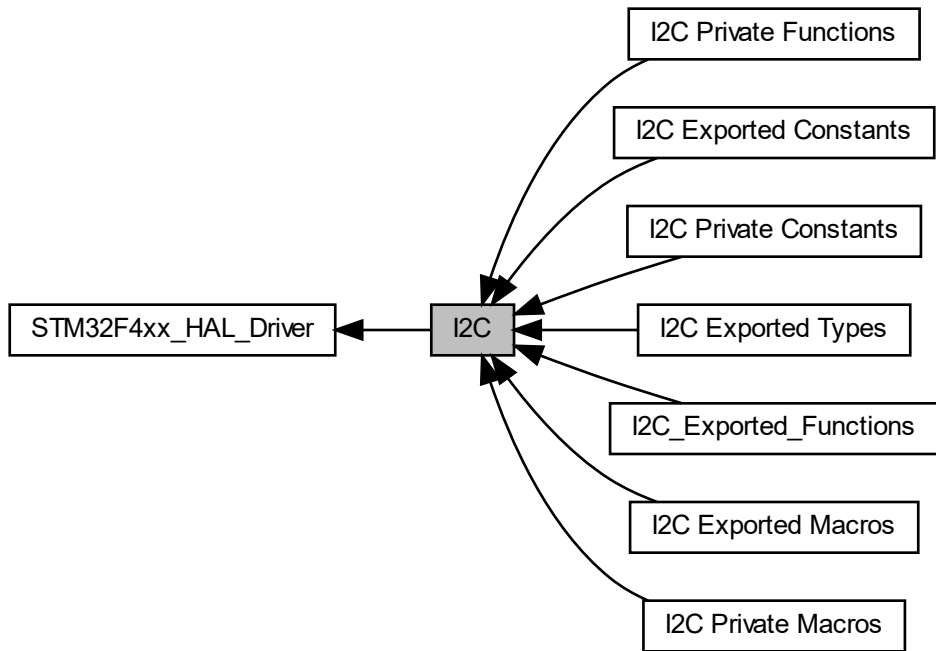 I2C Private Functions
I2C Exported Constants
I2C Private Constants
STM32F4xx_HAL_Driver
I2C
I2C Exported Types
I2C_Exported_Functions
I2C Exported Macros
I2C Private Macros